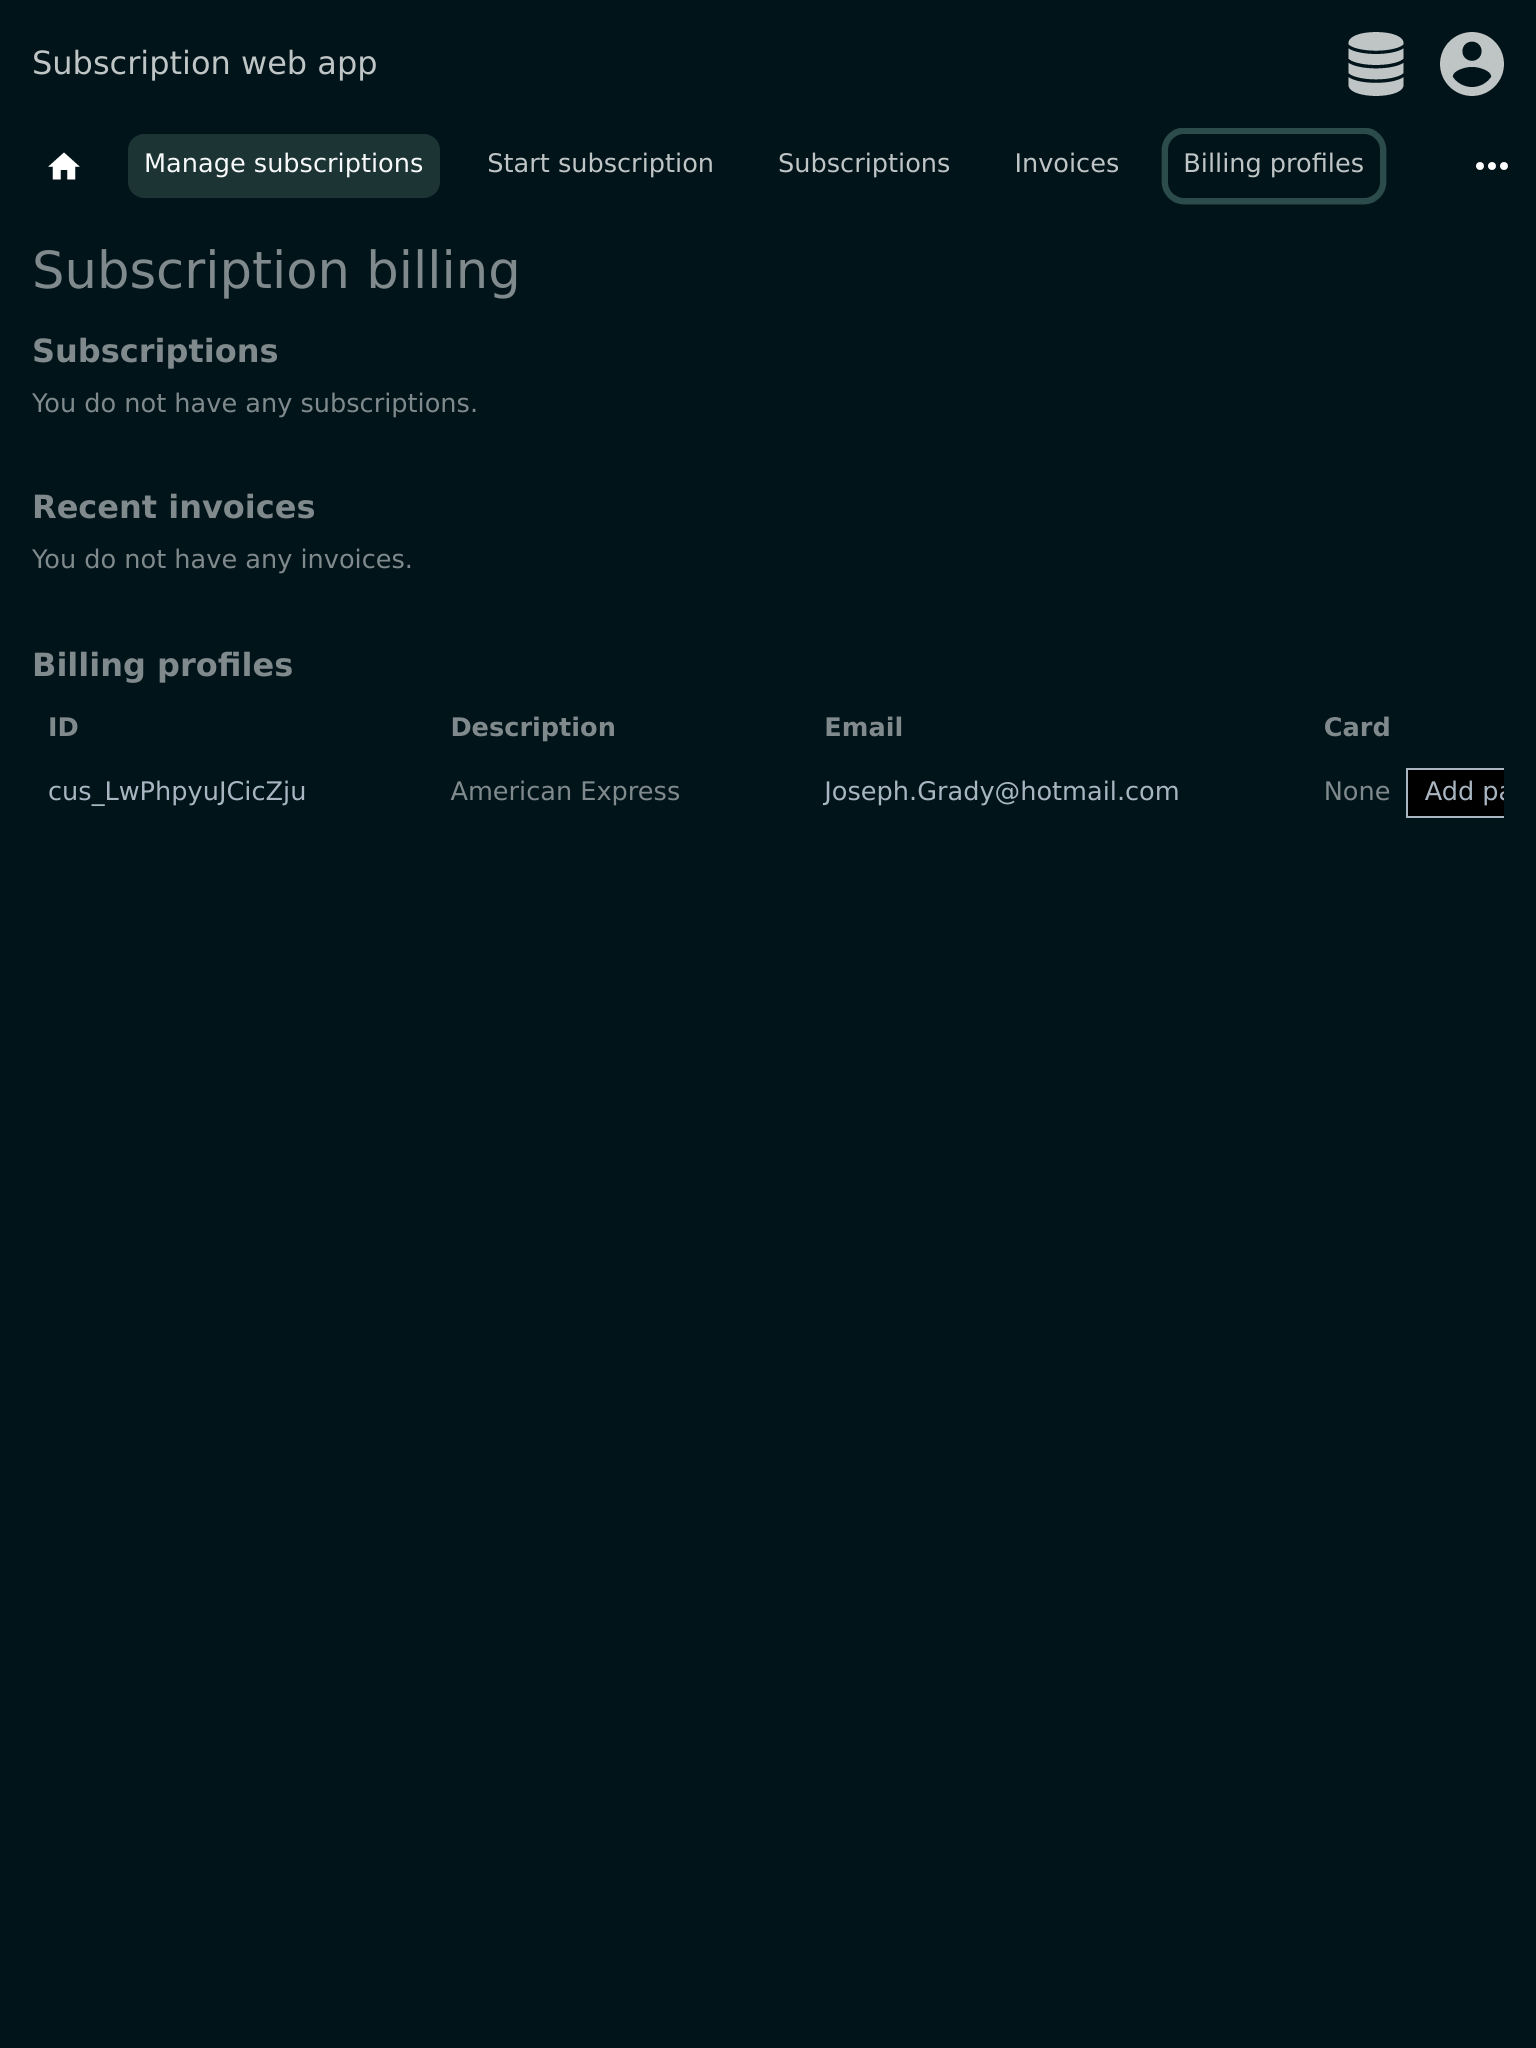 Subscription web app
Manage subscriptions Start subscription Subscriptions Invoices Billing profiles
Subscription billing
Subscriptions
You do not have any subscriptions.
Recent invoices
You do not have any invoices.
Billing profiles
ID Description Email Card
cus_LwPhpyuJCicZju American Express Joseph.Grady@hotmail.com None Add